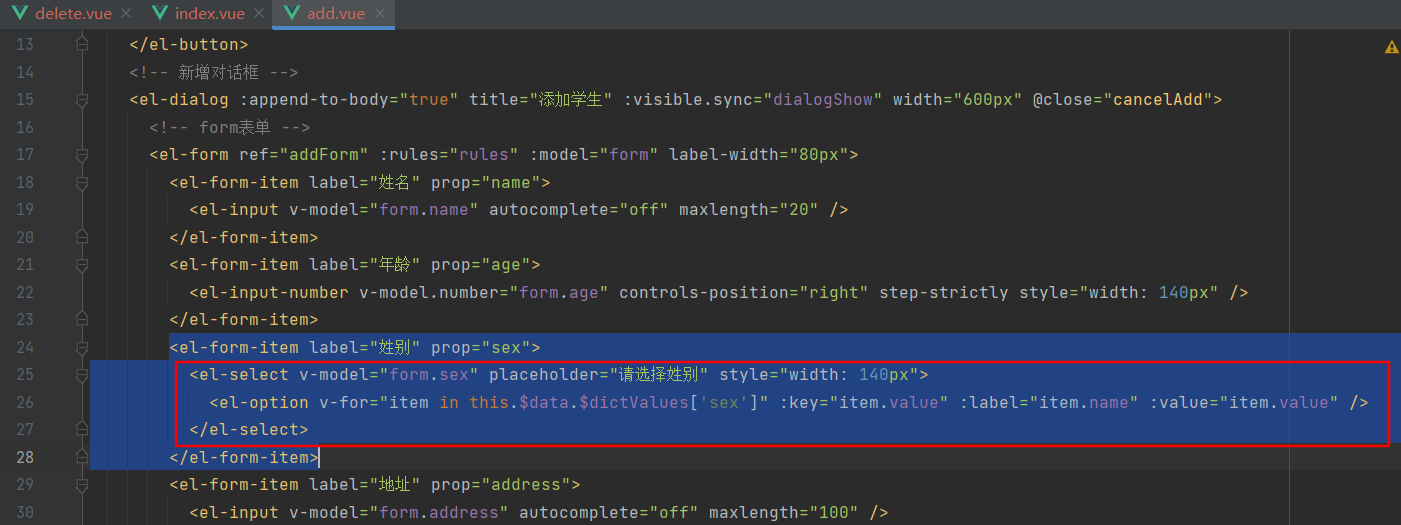 delete.vue index.vue add.vue
13 </el-button>
14 <!-- 新增对话框 -->
15 <el-dialog :append-to-body="true" title="添加学生" :visible.sync="dialogShow" width="600px" @close="cancelAdd">
16 <!-- form表单 -->
17 <el-form ref="addForm" :rules="rules" :model="form" label-width="80px">
18 <el-form-item label="姓名" prop="name">
19 <el-input v-model="form.name" autocomplete="off" maxlength="20" />
20 </el-form-item>
21 <el-form-item label="年龄" prop="age">
22 <el-input-number v-model.number="form.age" controls-position="right" step-strictly style="width: 140px" />
23 </el-form-item>
24 <el-form-item label="姓别" prop="sex">
25 <el-select v-model="form.sex" placeholder="请选择姓别" style="width: 140px">
26 <el-option v-for="item in this.$data.$dictValues['sex']" :key="item.value" :label="item.name" :value="item.value" />
27 </el-select>
28 </el-form-item>
29 <el-form-item label="地址" prop="address">
30 <el-input v-model="form.address" autocomplete="off" maxlength="100" />